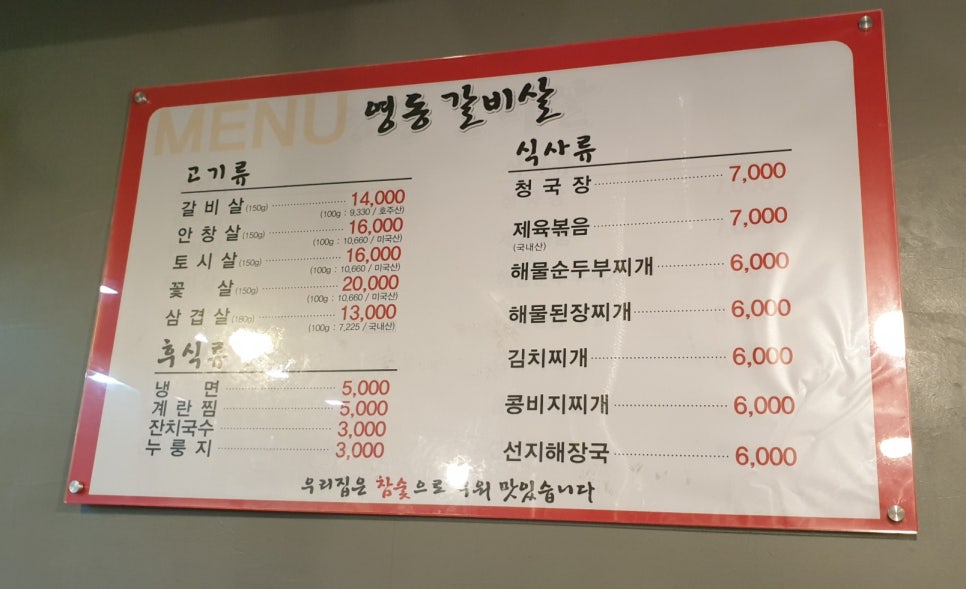 MENU 영동 갈비살
고기류
갈비살 (150g) 14,000
(100g : 9,330 / 호주산)
안창살 (150g) 16,000
(100g : 10,660 / 미국산)
토시살 (150g) 16,000
(100g : 10,660 / 미국산)
꽃 살 (150g) 20,000
(100g : 10,660 / 미국산)
삼겹살 (180g) 13,000
(100g : 7,225 / 국내산)
후식류
냉 면 5,000
계란찜 5,000
잔치국수 3,000
누룽지 3,000
식사류
청국장 7,000
제육볶음 7,000
(국내산)
해물순두부찌개 6,000
해물된장찌개 6,000
김치찌개 6,000
콩비지찌개 6,000
선지해장국 6,000
우리집은 참숯으로 맛있습니다